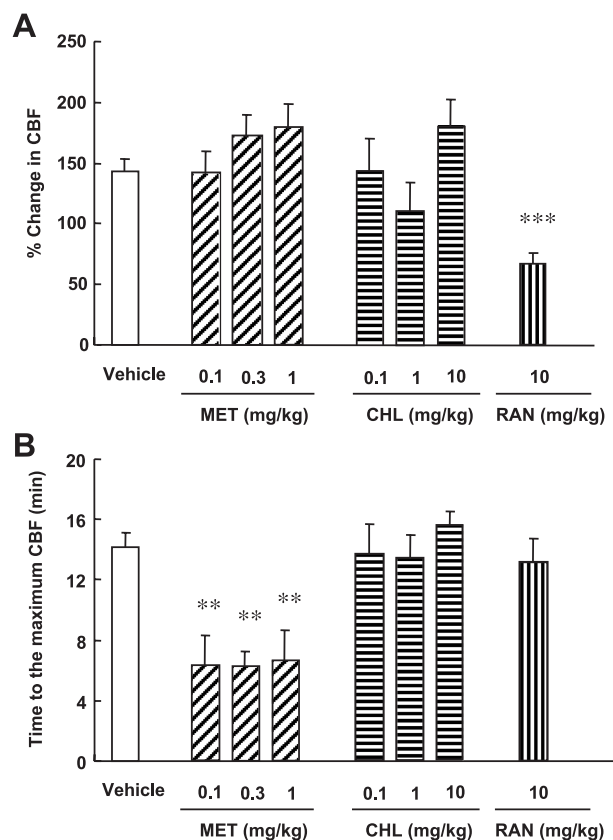 A
% Change in CBF
250
200
150
100
50
0
***
Vehicle
0.1 0.3 1
0.1 1 10
10
MET (mg/kg)
CHL (mg/kg)
RAN (mg/kg)
B
Time to the maximum CBF (min)
20
16
12
8
4
0
** ** **
Vehicle
0.1 0.3 1
0.1 1 10
10
MET (mg/kg)
CHL (mg/kg)
RAN (mg/kg)